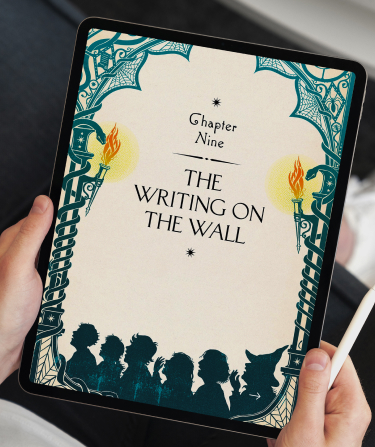 Chapter
Nine
THE
WRITING ON
THE WALL